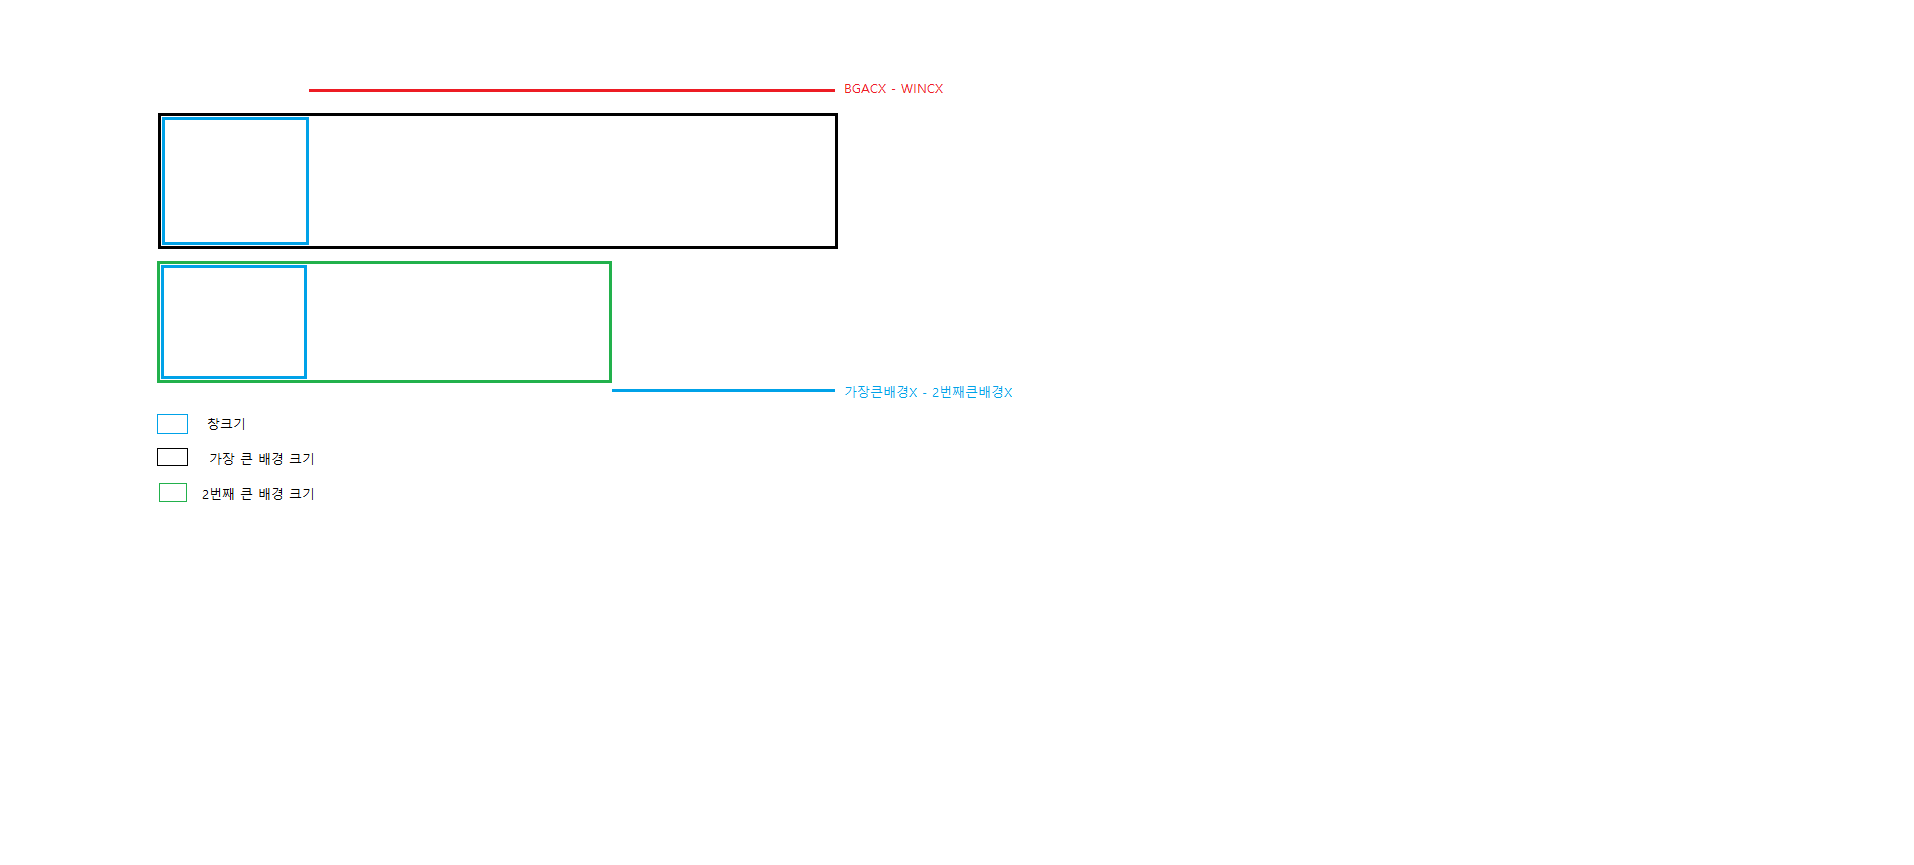 BGACX - WINCX
가장큰배경X - 2번째큰배경X
창크기
가장 큰 배경 크기
2번째 큰 배경 크기